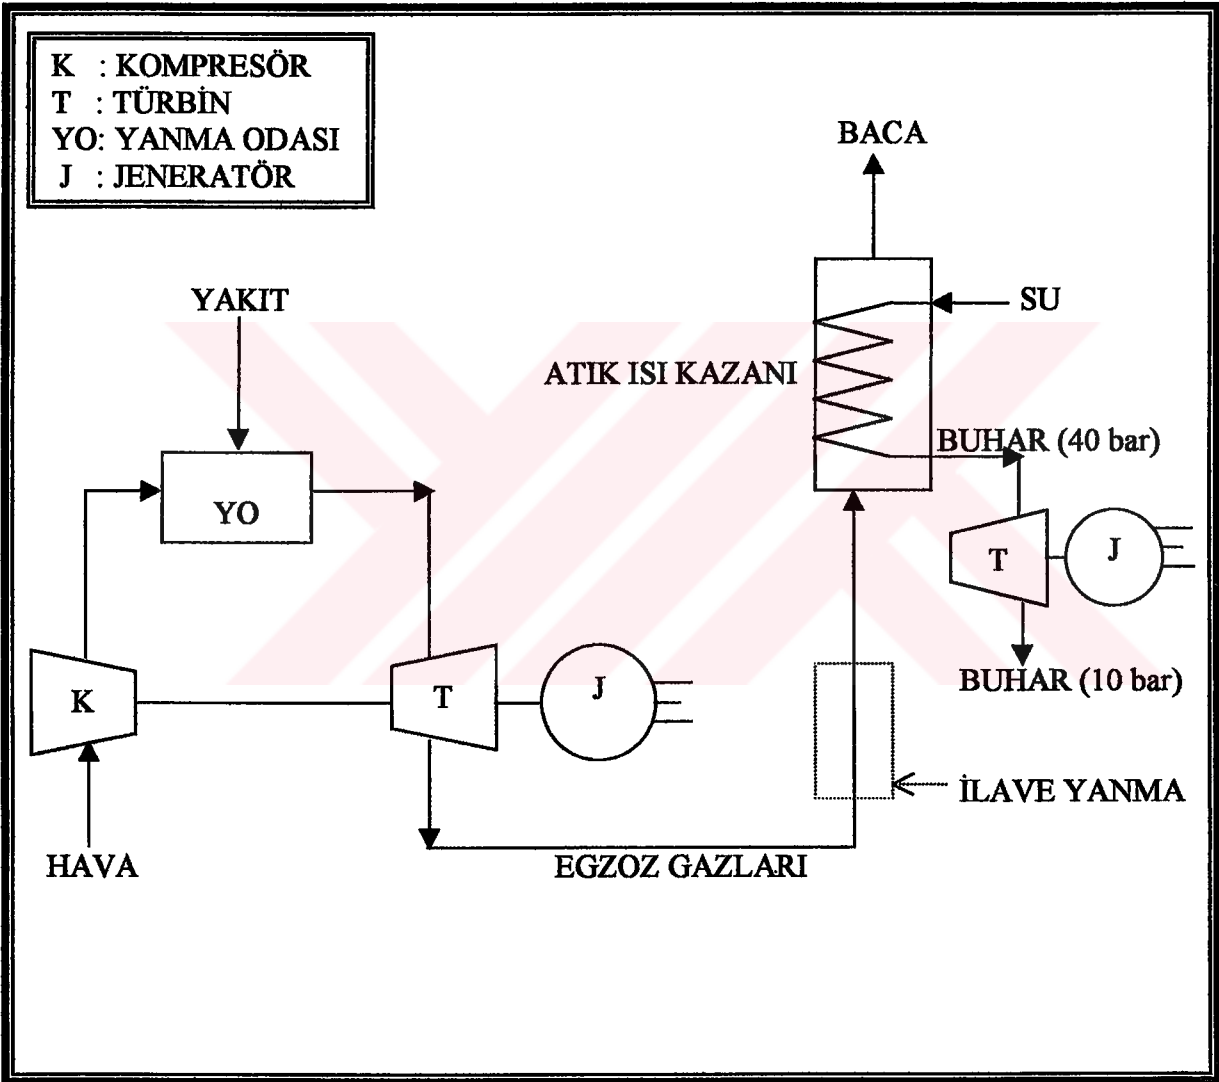 K : KOMPRESÖR
T : TÜRBİN
YO: YANMA ODASI
J : JENERATÖR
BACA
YAKIT
SU
ATIK ISI KAZANI
BUHAR (40 bar)
YO
T
J
K
T
J
BUHAR (10 bar)
İLAVE YANMA
HAVA
EGZOZ GAZLARI